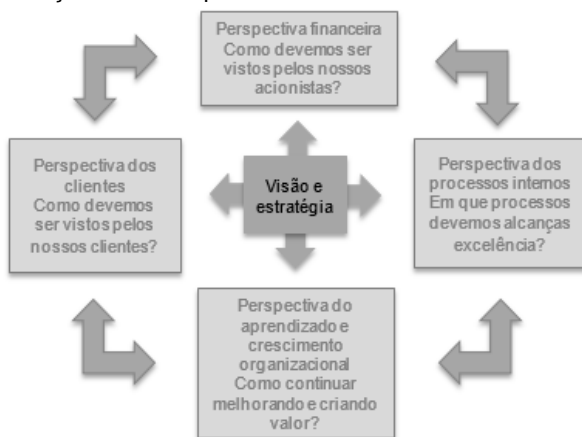 Perspectiva financeira
Como devemos ser
vistos pelos nossos
acionistas?
Perspectiva dos
clientes
Como devemos
ser vistos pelos
nossos clientes?
Visão e
estratégia
Perspectiva dos
processos internos
Em que processos
devemos alcanças
excelência?
Perspectiva do
aprendizado e
crescimento
organizacional
Como continuar
melhorando e criando
valor?